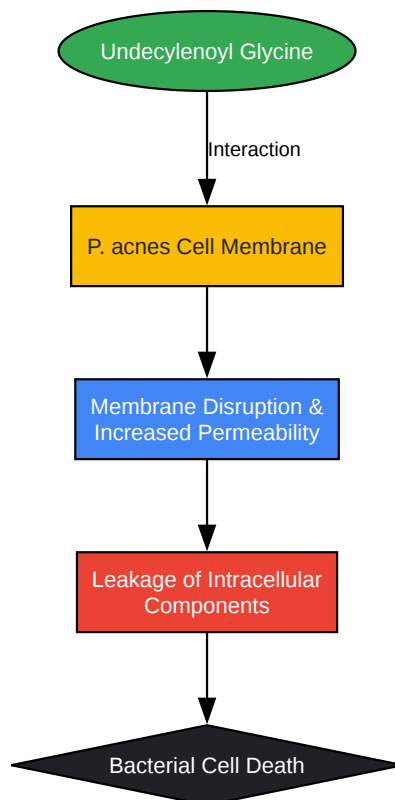 Undecylenoyl Glycine
Interaction
P. acnes Cell Membrane
Membrane Disruption &
Increased Permeability
Leakage of Intracellular
Components
Bacterial Cell Death